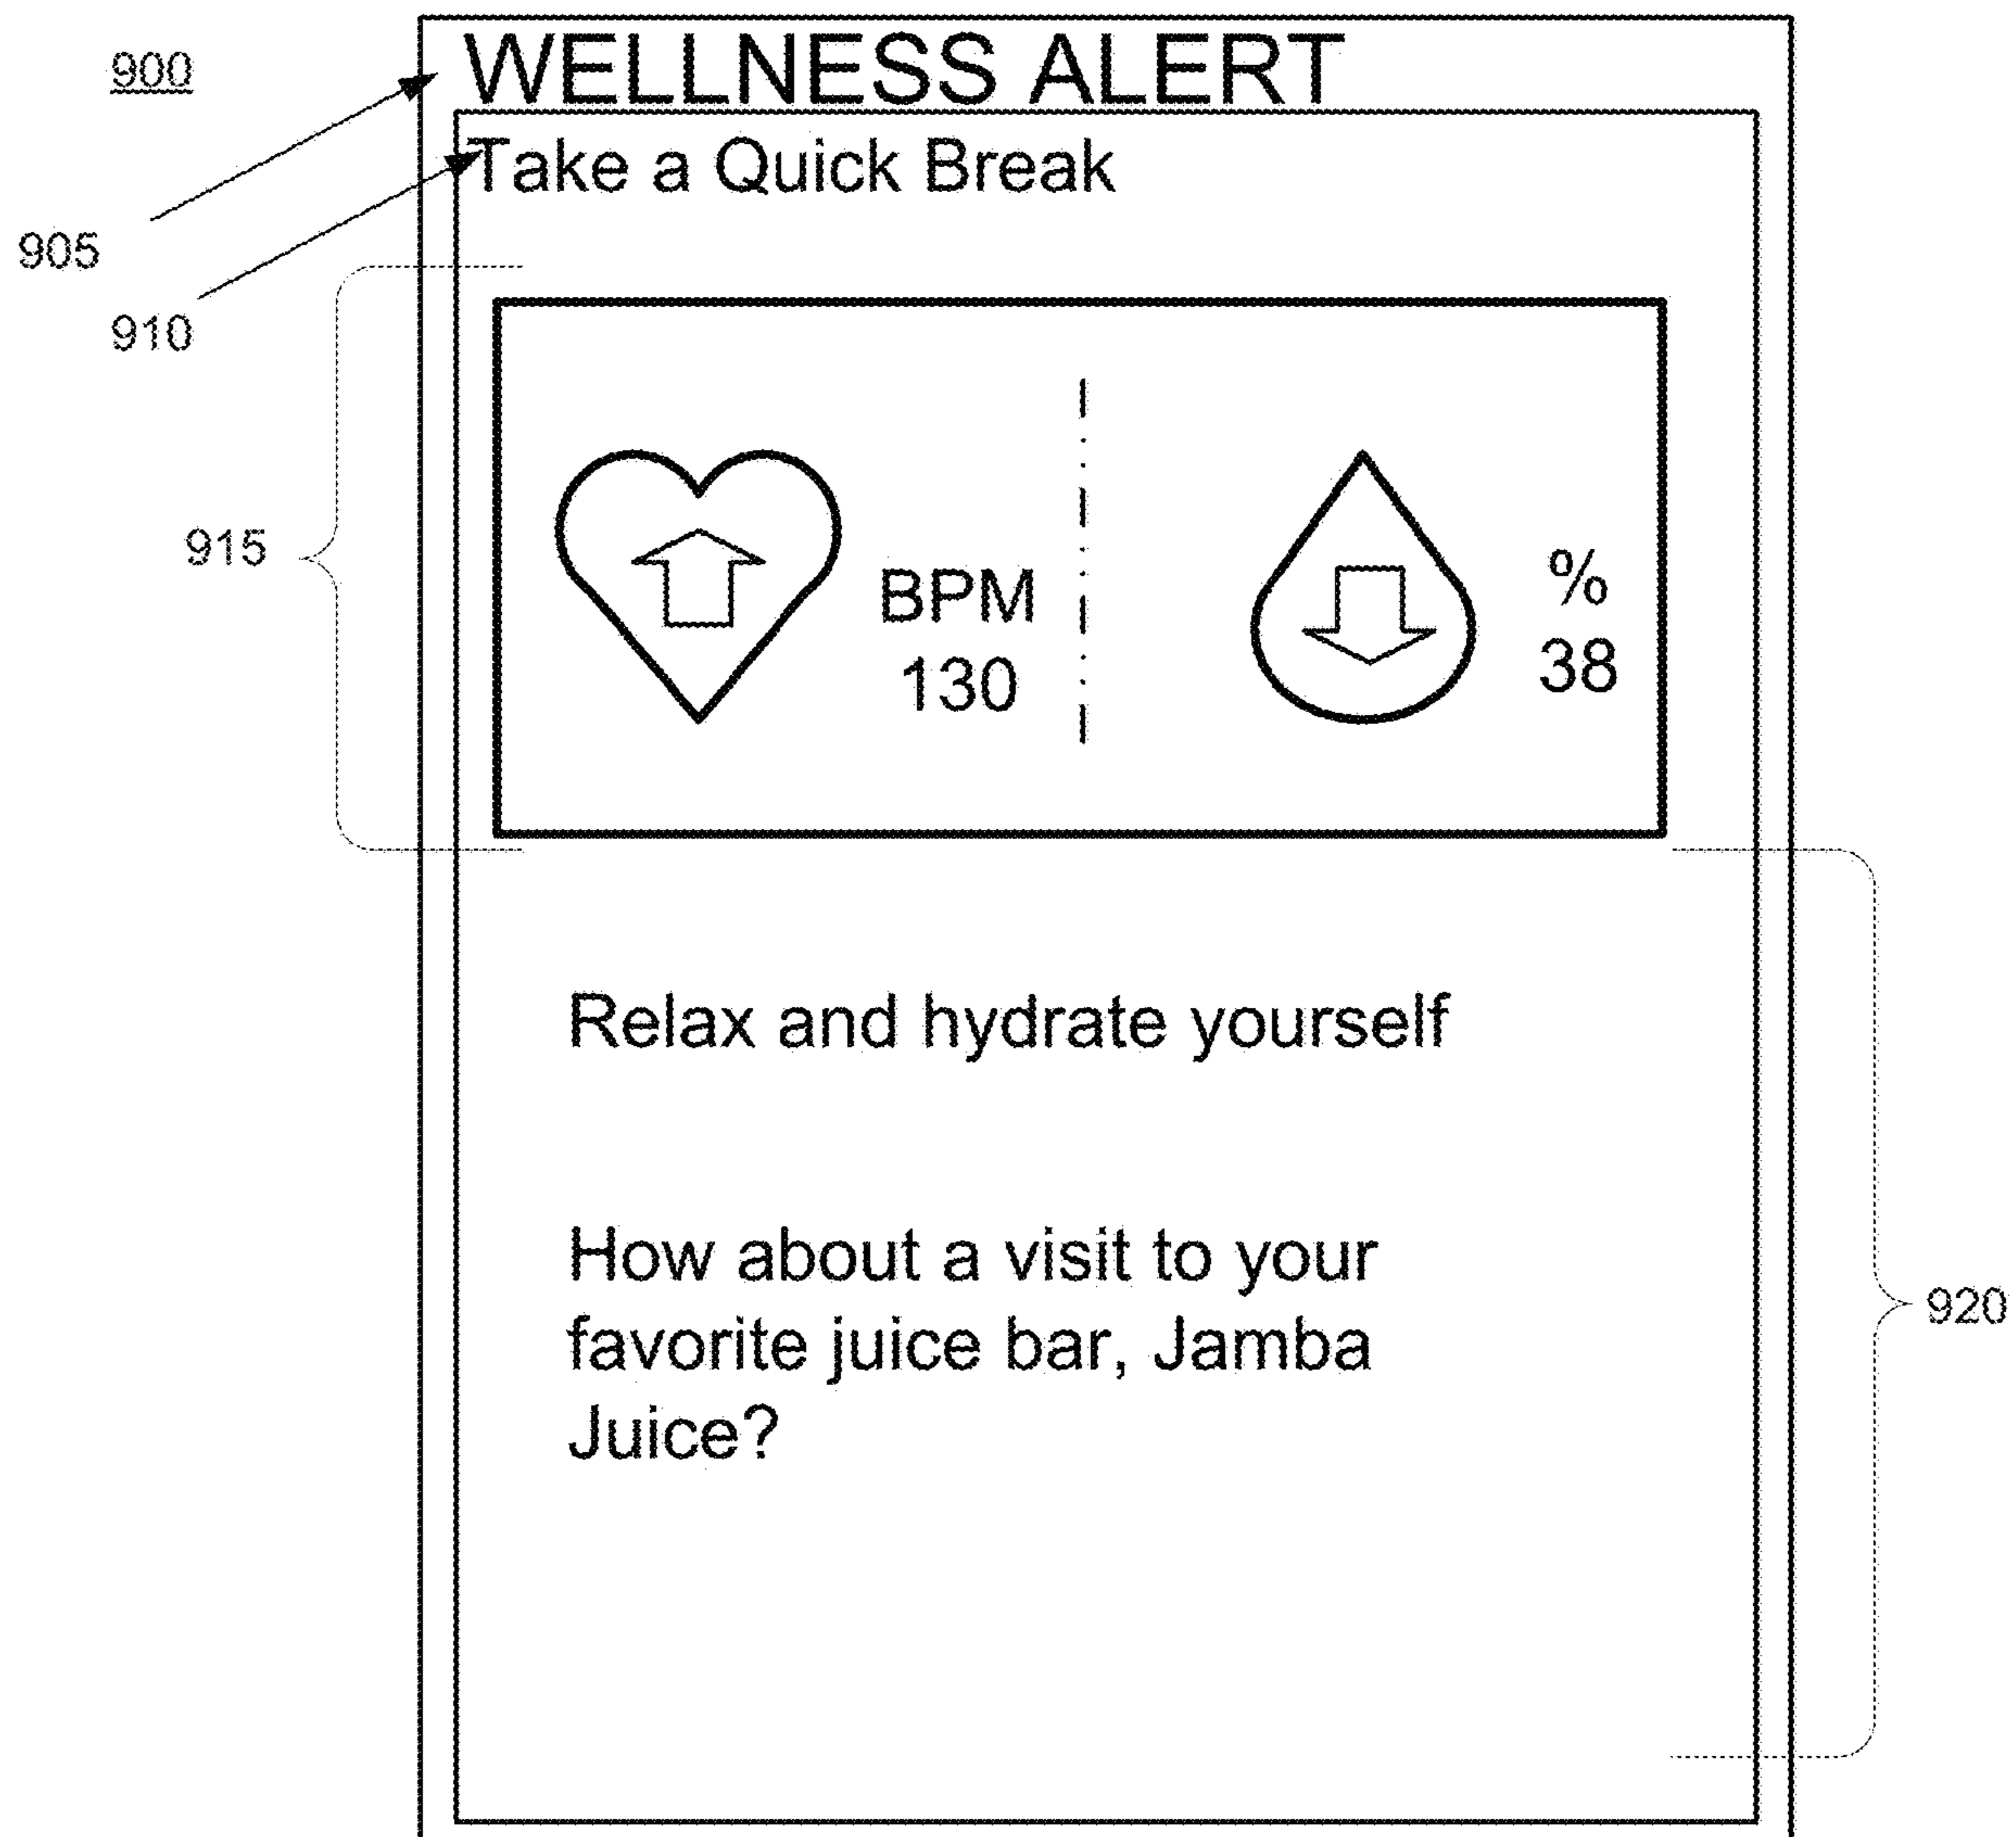 900
WELLNESS ALERT
Take a Quick Break
905
910
915
BPM
130
%
38
Relax and hydrate yourself
How about a visit to your
favorite juice bar, Jamba
Juice?
920